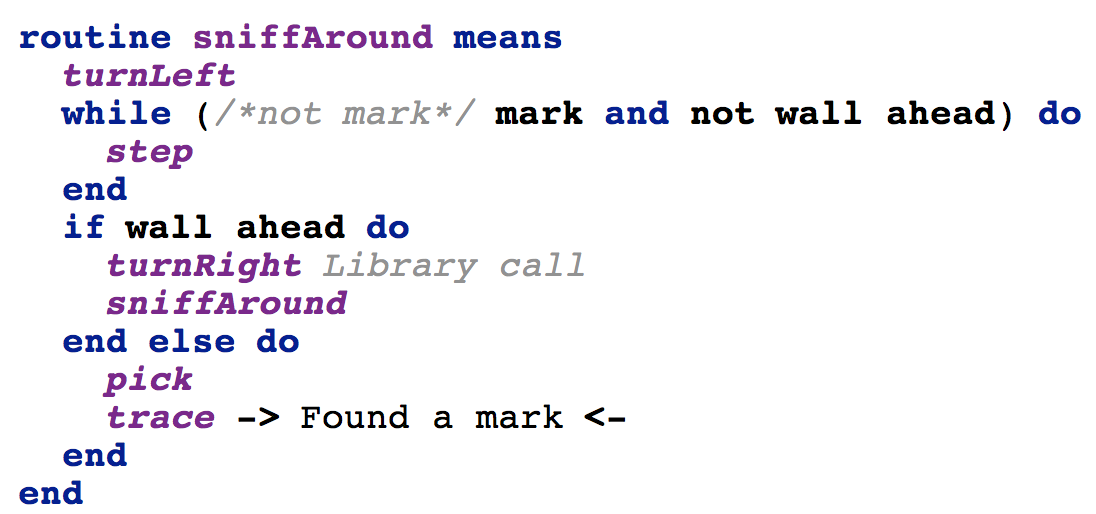 routine sniffAround means
turnLeft
while (/*not mark*/ mark and not wall ahead) do
step
end
if wall ahead do
turnRight Library call
sniffAround
end else do
pick
trace -> Found a mark <-
end
end